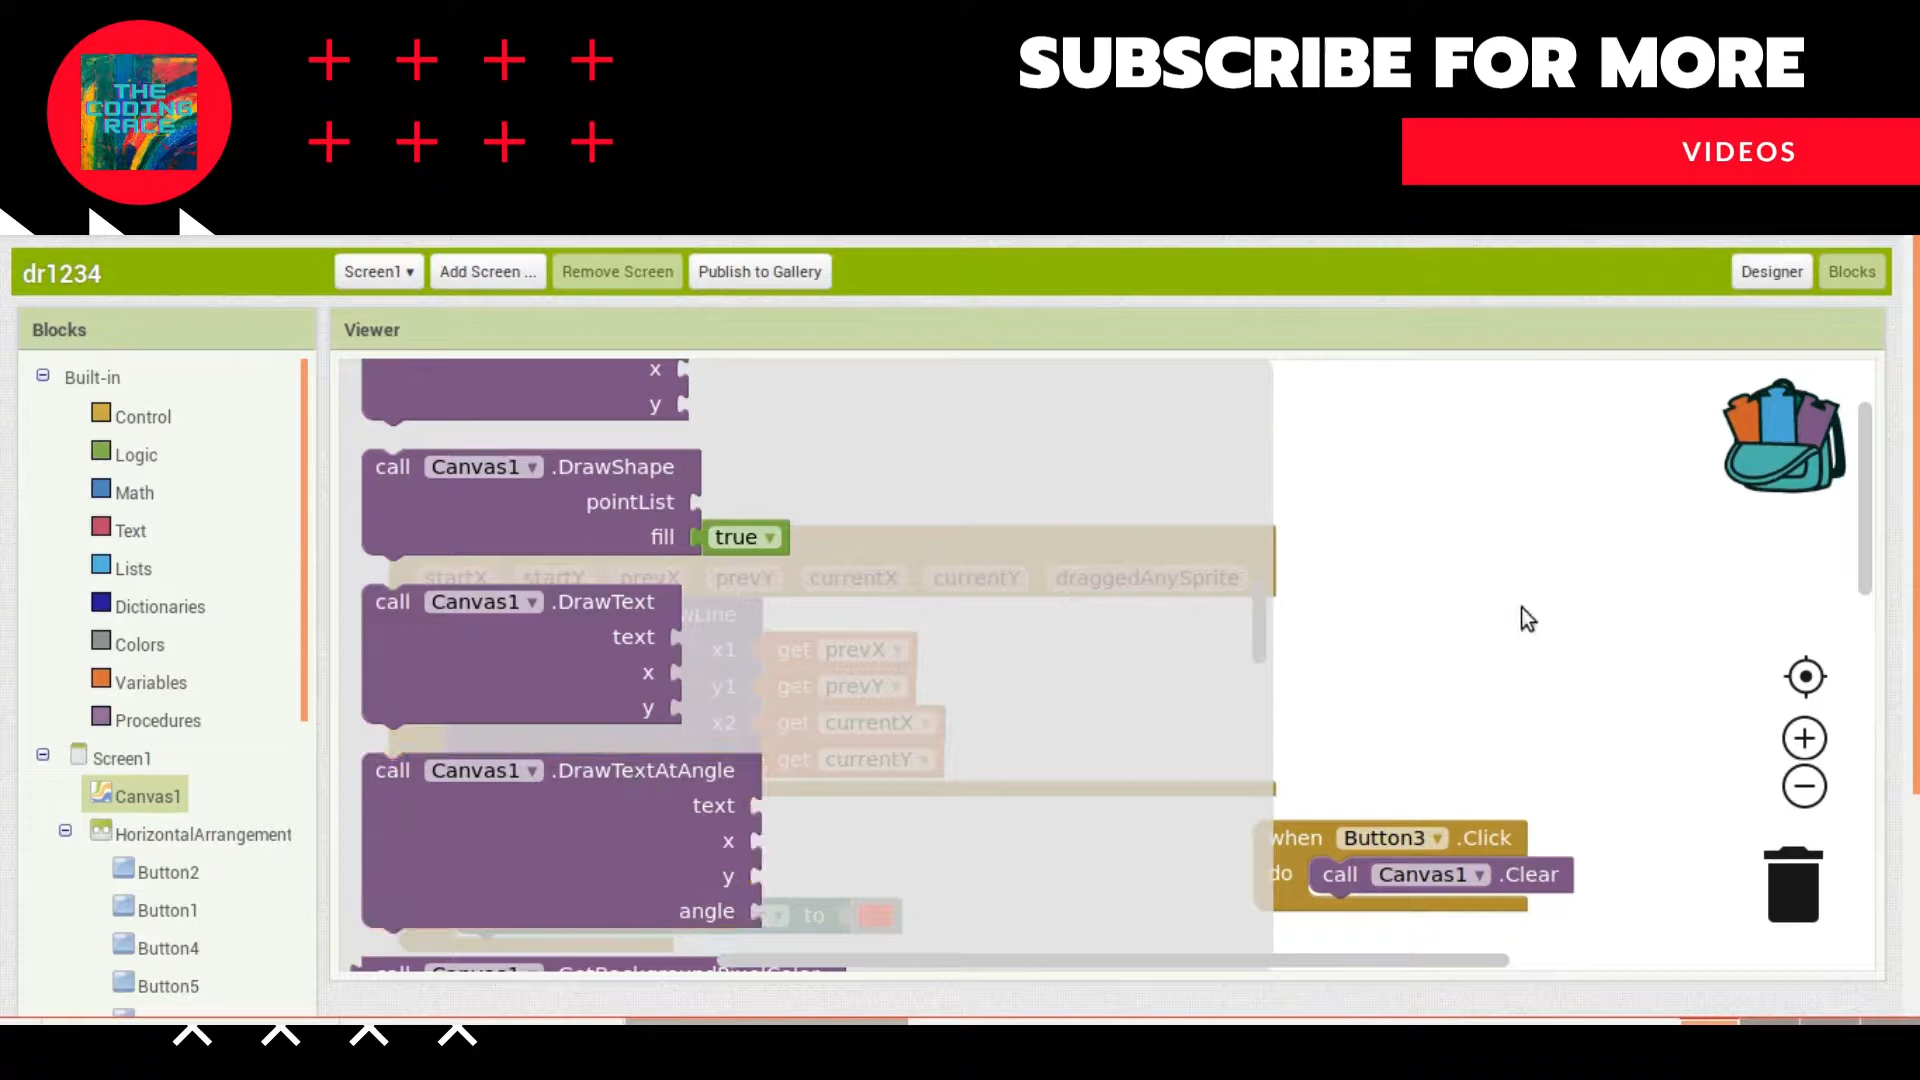 THE
CODING
RACE
SUBSCRIBE FOR MORE
VIDEOS
dr1234
Screen1 ▾
Add Screen ...
Remove Screen
Publish to Gallery
Designer
Blocks
Blocks
Viewer
Built-in
Control
Logic
Math
Text
Lists
Dictionaries
Colors
Variables
Procedures
Screen1
Canvas1
HorizontalArrangement
Button2
Button1
Button4
Button5
x
y
call Canvas1 ▾ .DrawShape
pointList
fill true ▾
startX startY prevX prevY currentX currentY draggedAnySprite
call Canvas1 ▾ .DrawText
text
x
y
wLine
x1 get prevX ▾
y1 get prevY ▾
x2 get currentX ▾
get currentY ▾
call Canvas1 ▾ .DrawTextAtAngle
text
x
y
angle
to
call Canvas1 ▾ .GetBackgroundPixelColor
when Button3 ▾ .Click
do call Canvas1 ▾ .Clear